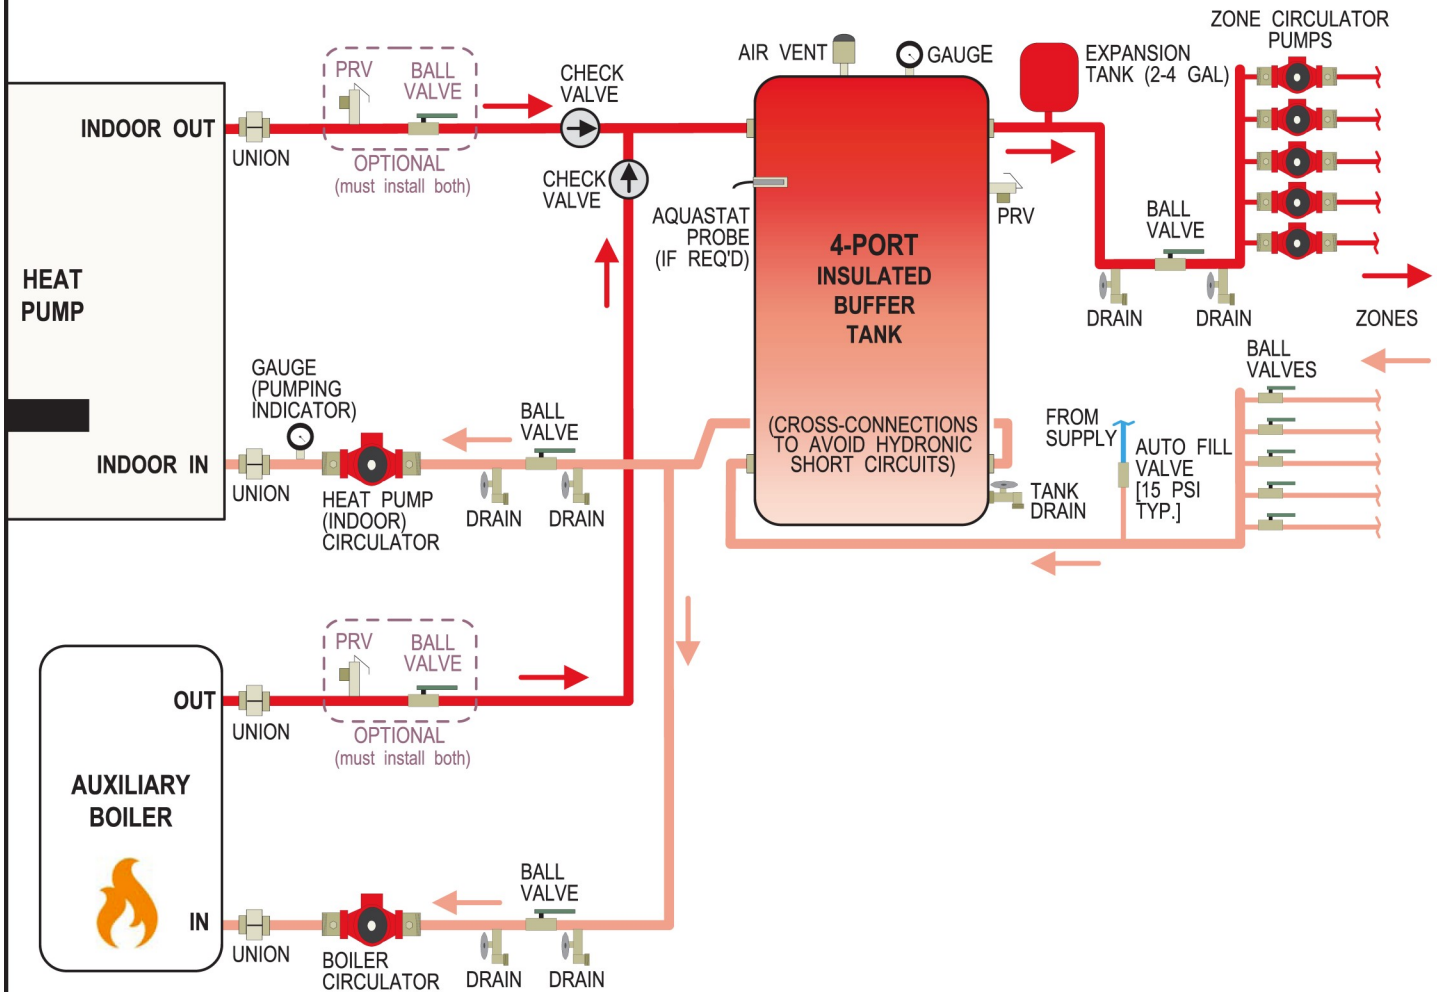 ZONE CIRCULATOR
PUMPS
AIR VENT
GAUGE
EXPANSION
TANK (2-4 GAL)
PRV
BALL
VALVE
CHECK
VALVE
INDOOR OUT
UNION
OPTIONAL
(must install both)
CHECK
VALVE
AQUASTAT
PROBE
(IF REQ'D)
PRV
BALL
VALVE
4-PORT
INSULATED
BUFFER
TANK
HEAT
PUMP
DRAIN
DRAIN
ZONES
BALL
VALVES
GAUGE
(PUMPING
INDICATOR)
BALL
VALVE
(CROSS-CONNECTIONS
TO AVOID HYDRONIC
SHORT CIRCUITS)
FROM
SUPPLY
AUTO FILL
VALVE
[15 PSI
TYP.]
INDOOR IN
UNION
HEAT PUMP
(INDOOR)
CIRCULATOR
DRAIN
DRAIN
TANK
DRAIN
PRV
BALL
VALVE
OUT
UNION
OPTIONAL
(must install both)
AUXILIARY
BOILER
BALL
VALVE
IN
UNION
BOILER
CIRCULATOR
DRAIN
DRAIN